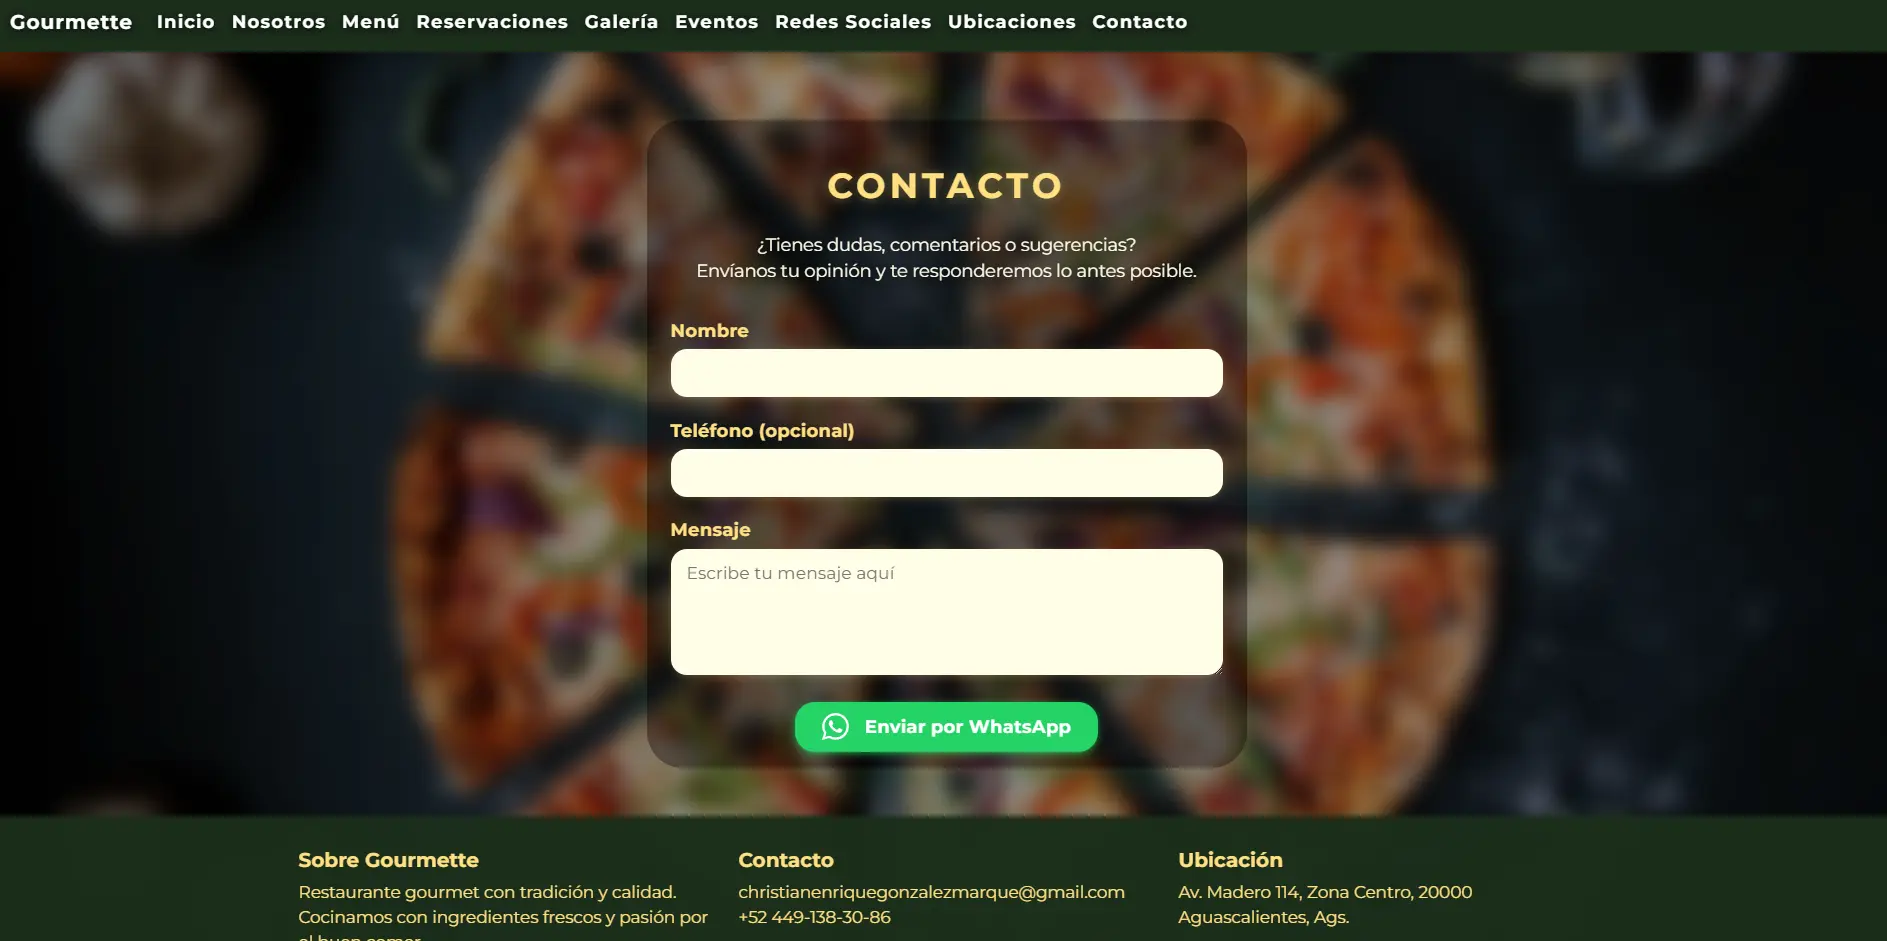 Gourmette Inicio Nosotros Menú Reservaciones Galería Eventos Redes Sociales Ubicaciones Contacto
CONTACTO
¿Tienes dudas, comentarios o sugerencias?
Envíanos tu opinión y te responderemos lo antes posible.
Nombre
Teléfono (opcional)
Mensaje
Escribe tu mensaje aquí
Enviar por WhatsApp
Sobre Gourmette
Restaurante gourmet con tradición y calidad.
Cocinamos con ingredientes frescos y pasión por
el buen comer.
Contacto
christianenriquegonzalezmarque@gmail.com
+52 449-138-30-86
Ubicación
Av. Madero 114, Zona Centro, 20000
Aguascalientes, Ags.